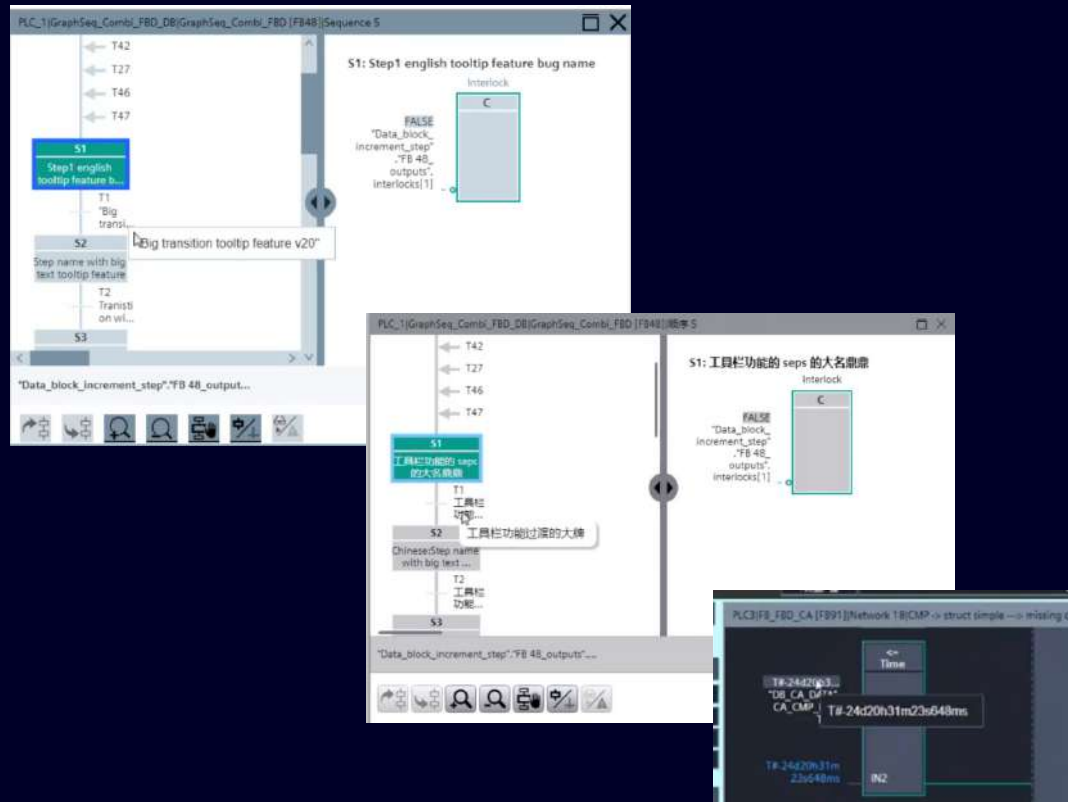 PLC_1|GraphSeq_Combi_FBD_DB|GraphSeq_Combi_FBD [FB48]|Sequence 5
T42
T27
T46
T47
S1
Step1 english
tooltip feature b...
T1
"Big
transi...
"Big transition tooltip feature v20"
S2
Step name with big
text tooltip feature
T2
Transti
on wi...
S3
S1: Step1 english tooltip feature bug name
Interlock
C
FALSE
"Data_block_
increment_step"
."FB 48_
outputs".
interlocks[1]
"Data_block_increment_step"."FB 48_output...
PLC_1|GraphSeq_Combi_FBD_DB|GraphSeq_Combi_FBD [FB48]|顺序 5
T42
T27
T46
T47
S1
工具栏功能的 seps
的大名鼎鼎
T1
工具栏
功能...
工具栏功能过渡的大牌
S2
Chinese:Step name
with big text ...
T2
工具栏
功能...
S3
S1: 工具栏功能的 seps 的大名鼎鼎
Interlock
C
FALSE
"Data_block_
increment_step"
."FB 48_
outputs".
interlocks[1]
"Data_block_increment_step"."FB 48_outputs"....
PLC3|FB_FBD_CA [FB91]|Network 18|CMP -> struct simple —> missing
<=
Time
T#-24d20h3...
"DB_CA_DATA"
CA_CMP_
T#-24d20h31m23s648ms
T#-24d20h31m
23s648ms
IN2